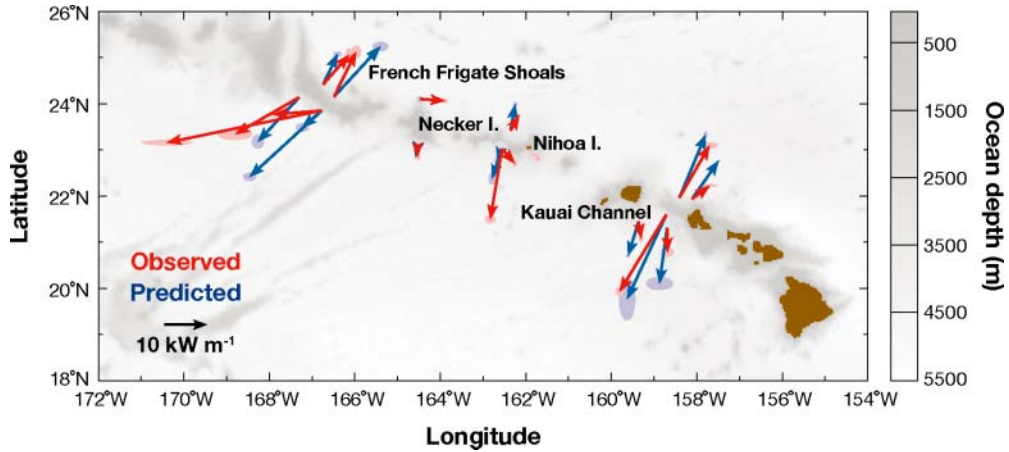 26°N
24°N
22°N
20°N
18°N
Latitude
French Frigate Shoals
Necker I.
Nihoa I.
Kauai Channel
Observed
Predicted
10 kW m⁻¹
172°W
170°W
168°W
166°W
164°W
162°W
160°W
158°W
156°W
154°W
Longitude
500
1500
2500
3500
4500
5500
Ocean depth (m)